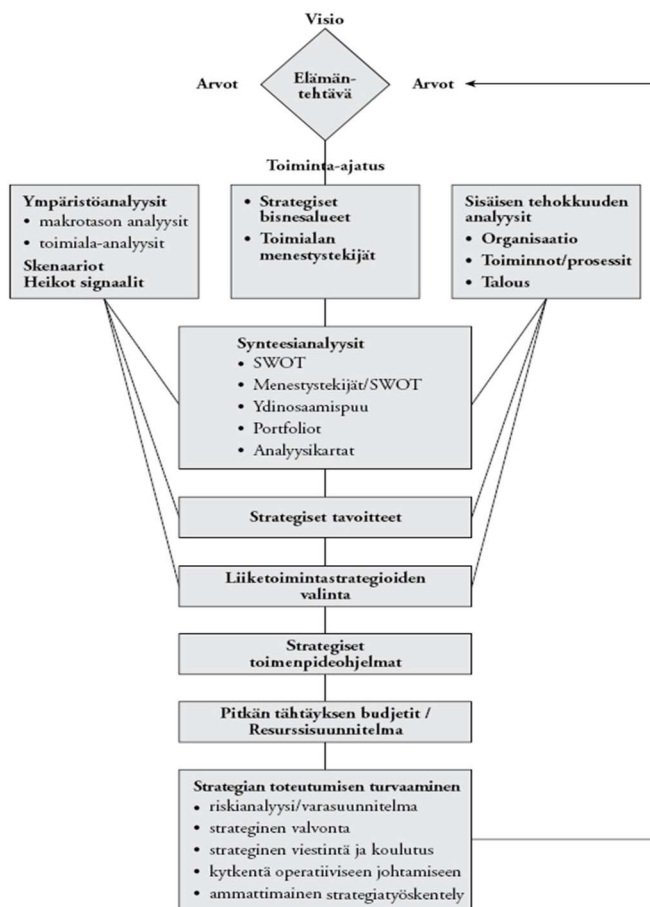 Visio
Arvot
Elämän-
tehtävä
Arvot
Toiminta-ajatus
Ympäristöanalyysit
• makrotason analyysit
• toimiala-analyysit
Skenaariot
Heikot signaalit
• Strategiset
bisnesalueet
• Toimialan
menestystekijät
Sisäisen tehokkuuden
analyysit
• Organisaatio
• Toiminnot/prosessit
• Talous
Synteesianalyysit
• SWOT
• Menestystekijät/SWOT
• Ydinosaamispuu
• Portfoliot
• Analyysikartat
Strategiset tavoitteet
Liiketoimintastrategioiden
valinta
Strategiset
toimenpideohjelmat
Pitkän tähtäyksen budjetit /
Resurssisuunnitelma
Strategian toteutumisen turvaaminen
• riskianalyysi/varasuunnitelma
• strateginen valvonta
• strateginen viestintä ja koulutus
• kytkentä operatiiviseen johtamiseen
• ammattimainen strategiatyöskentely